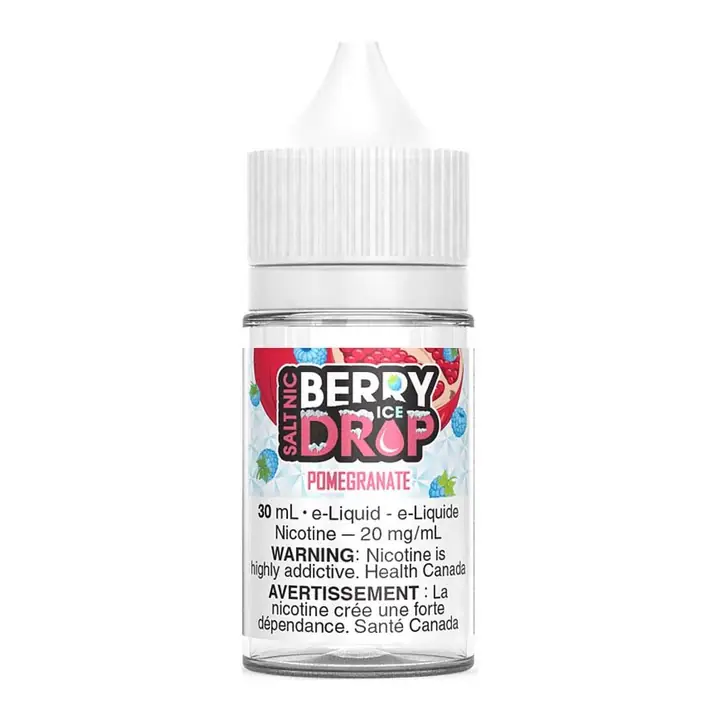 SALT NIC
BERRY
ICE
DROP
POMEGRANATE
30 mL • e-Liquid - e-Liquide
Nicotine – 20 mg/mL
WARNING: Nicotine is
highly addictive. Health Canada
AVERTISSEMENT : La
nicotine crée une forte
dépendance. Santé Canada